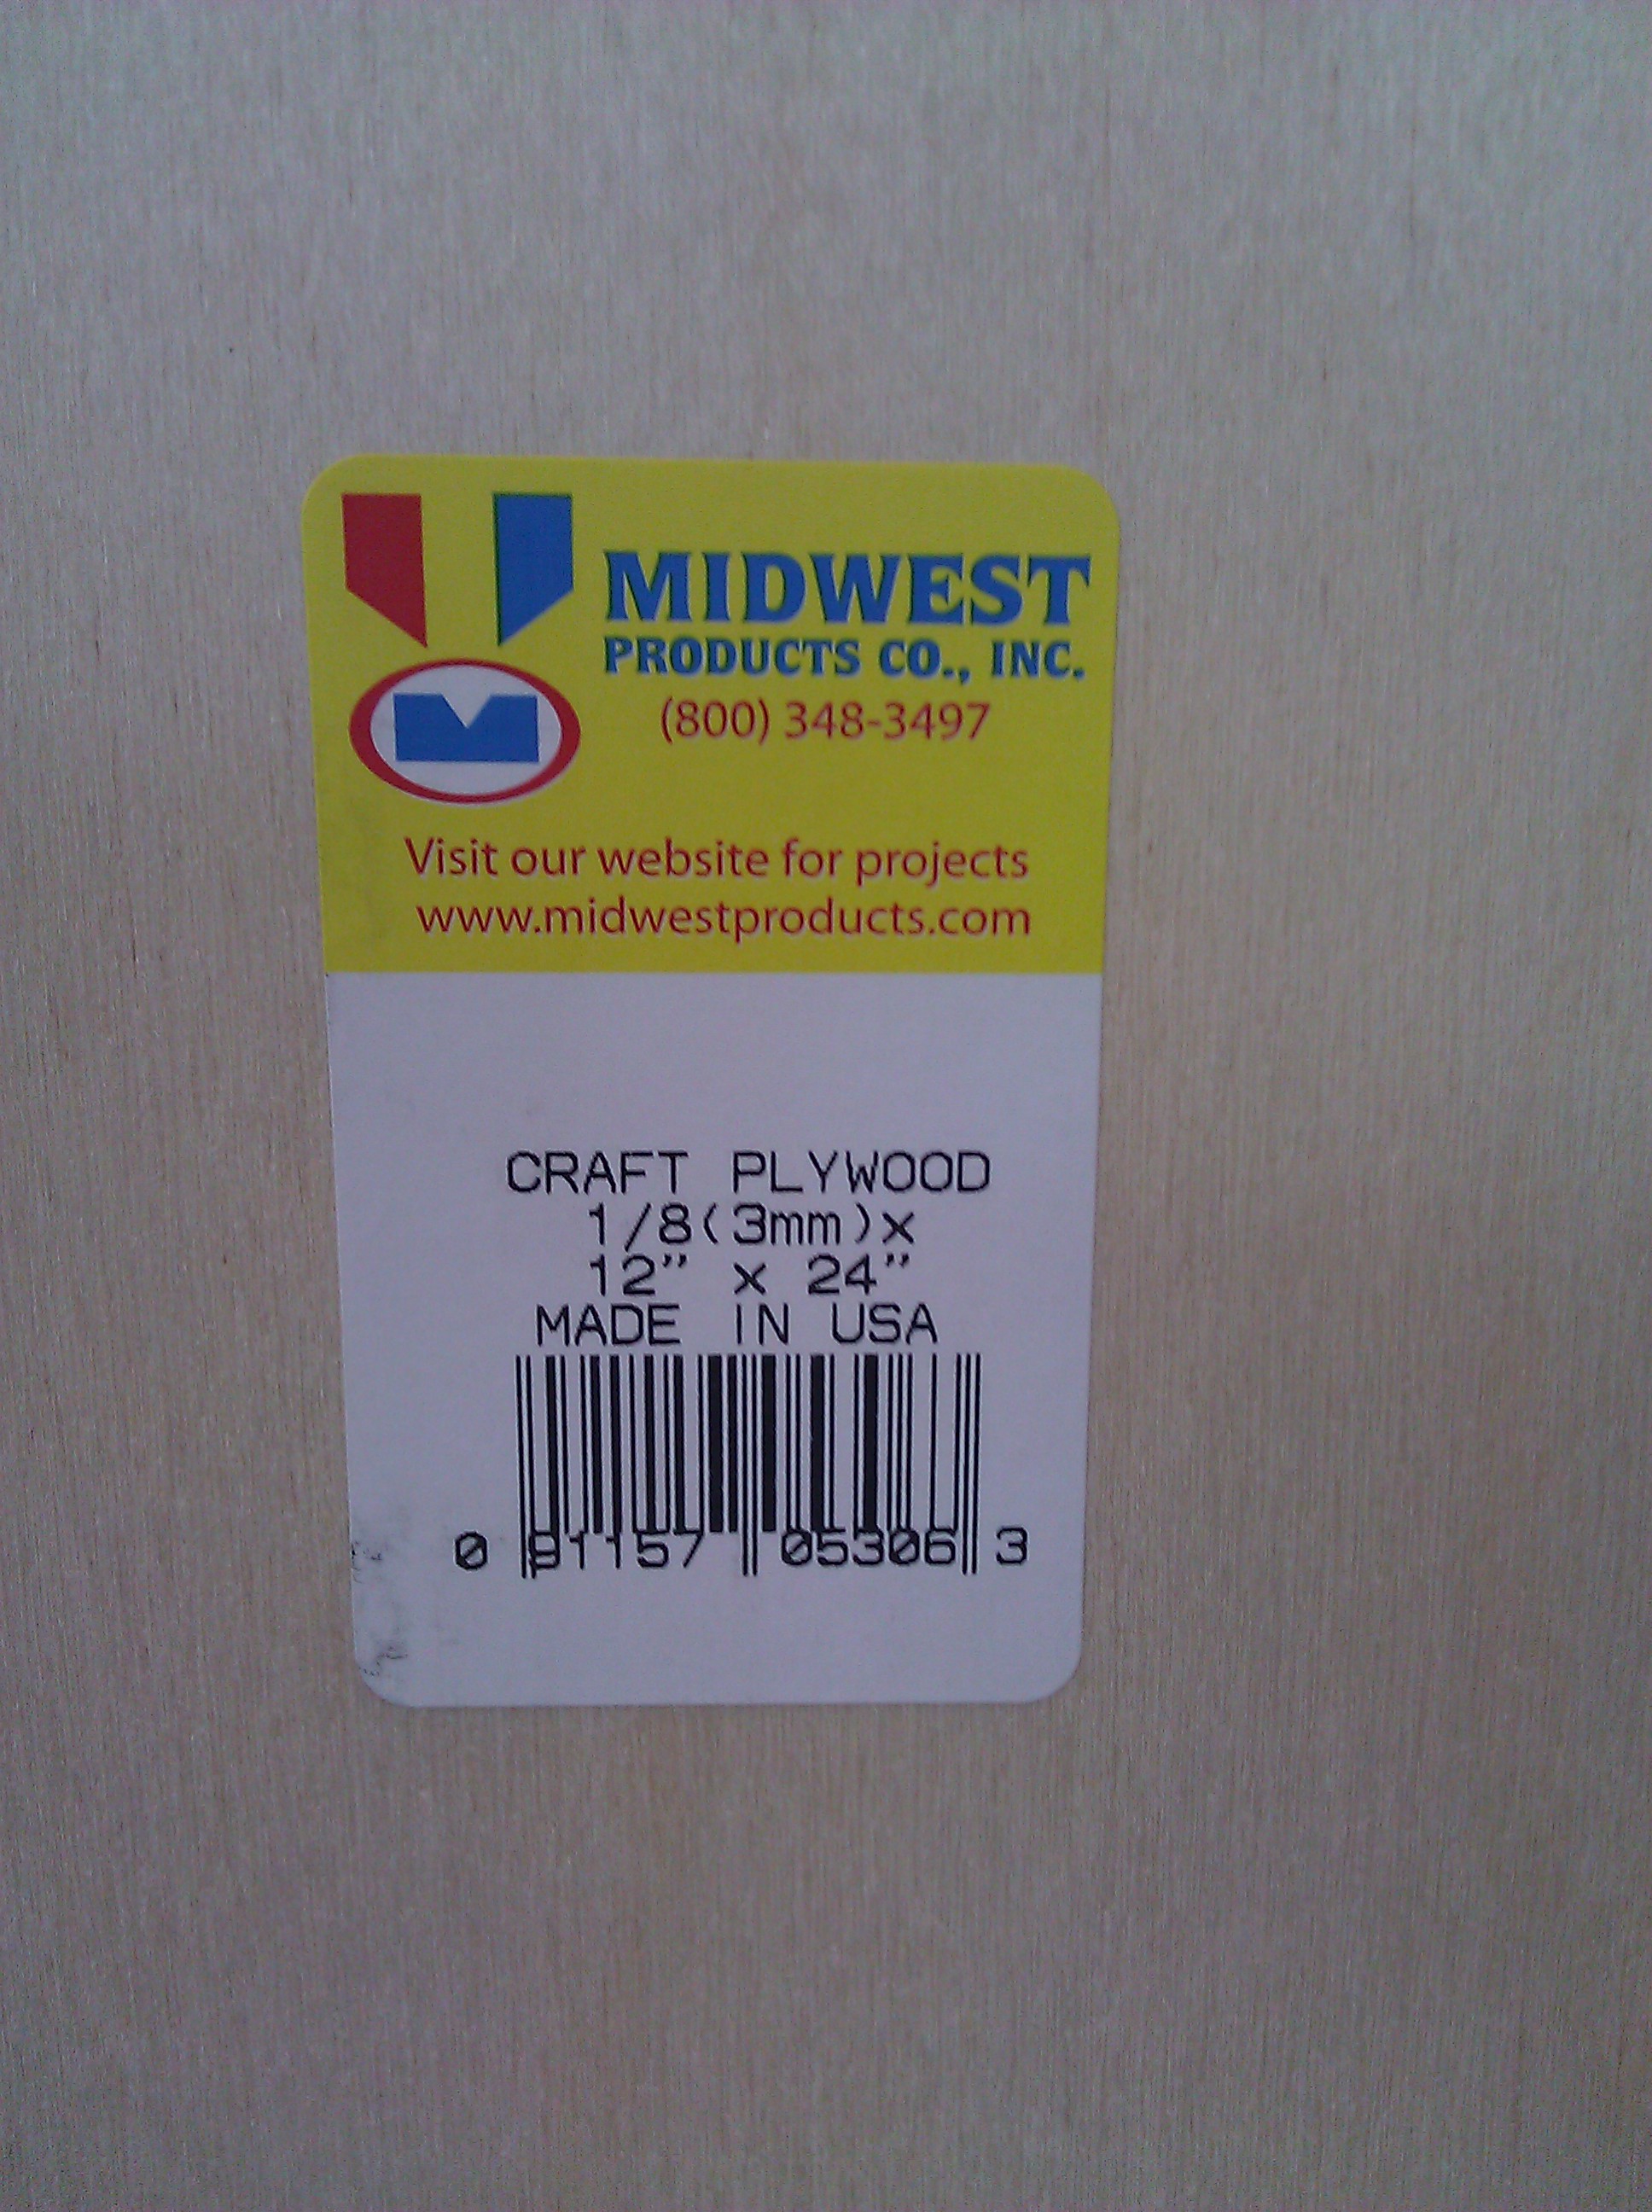 MIDWEST
PRODUCTS CO., INC.
(800) 348-3497
Visit our website for projects
www.midwestproducts.com
CRAFT PLYWOOD
1/8(3mm)x
12" x 24"
MADE IN USA
0 91157 05306 3